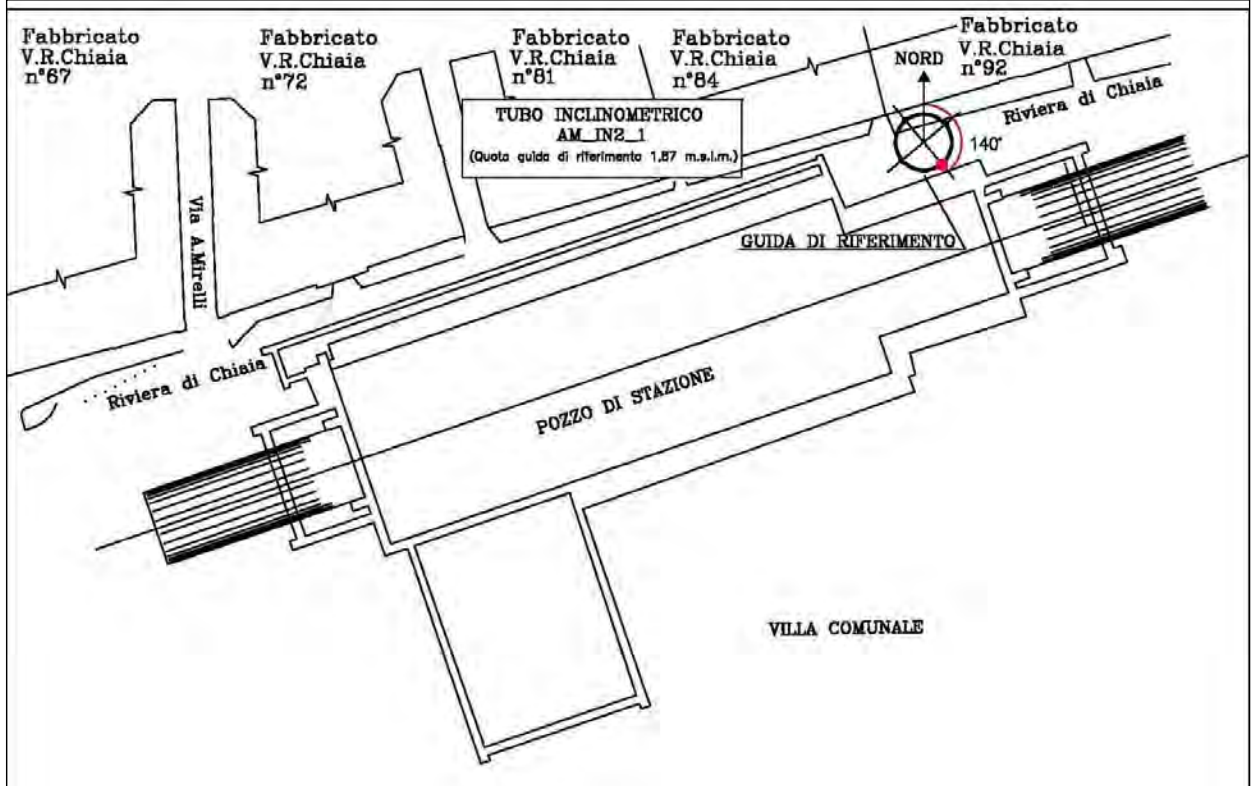 Fabbricato
V.R.Chiaia
n°67
Fabbricato
V.R.Chiaia
n°72
Fabbricato
V.R.Chiaia
n°81
Fabbricato
V.R.Chiaia
n°84
Fabbricato
V.R.Chiaia
n°92
NORD
TUBO INCLINOMETRICO
AM_IN2_1
(Quota guida di riferimento 1,87 m.s.l.m.)
Riviera di Chiaia
140°
Via A.Mirelli
GUIDA DI RIFERIMENTO
Riviera di Chiaia
POZZO DI STAZIONE
VILLA COMUNALE